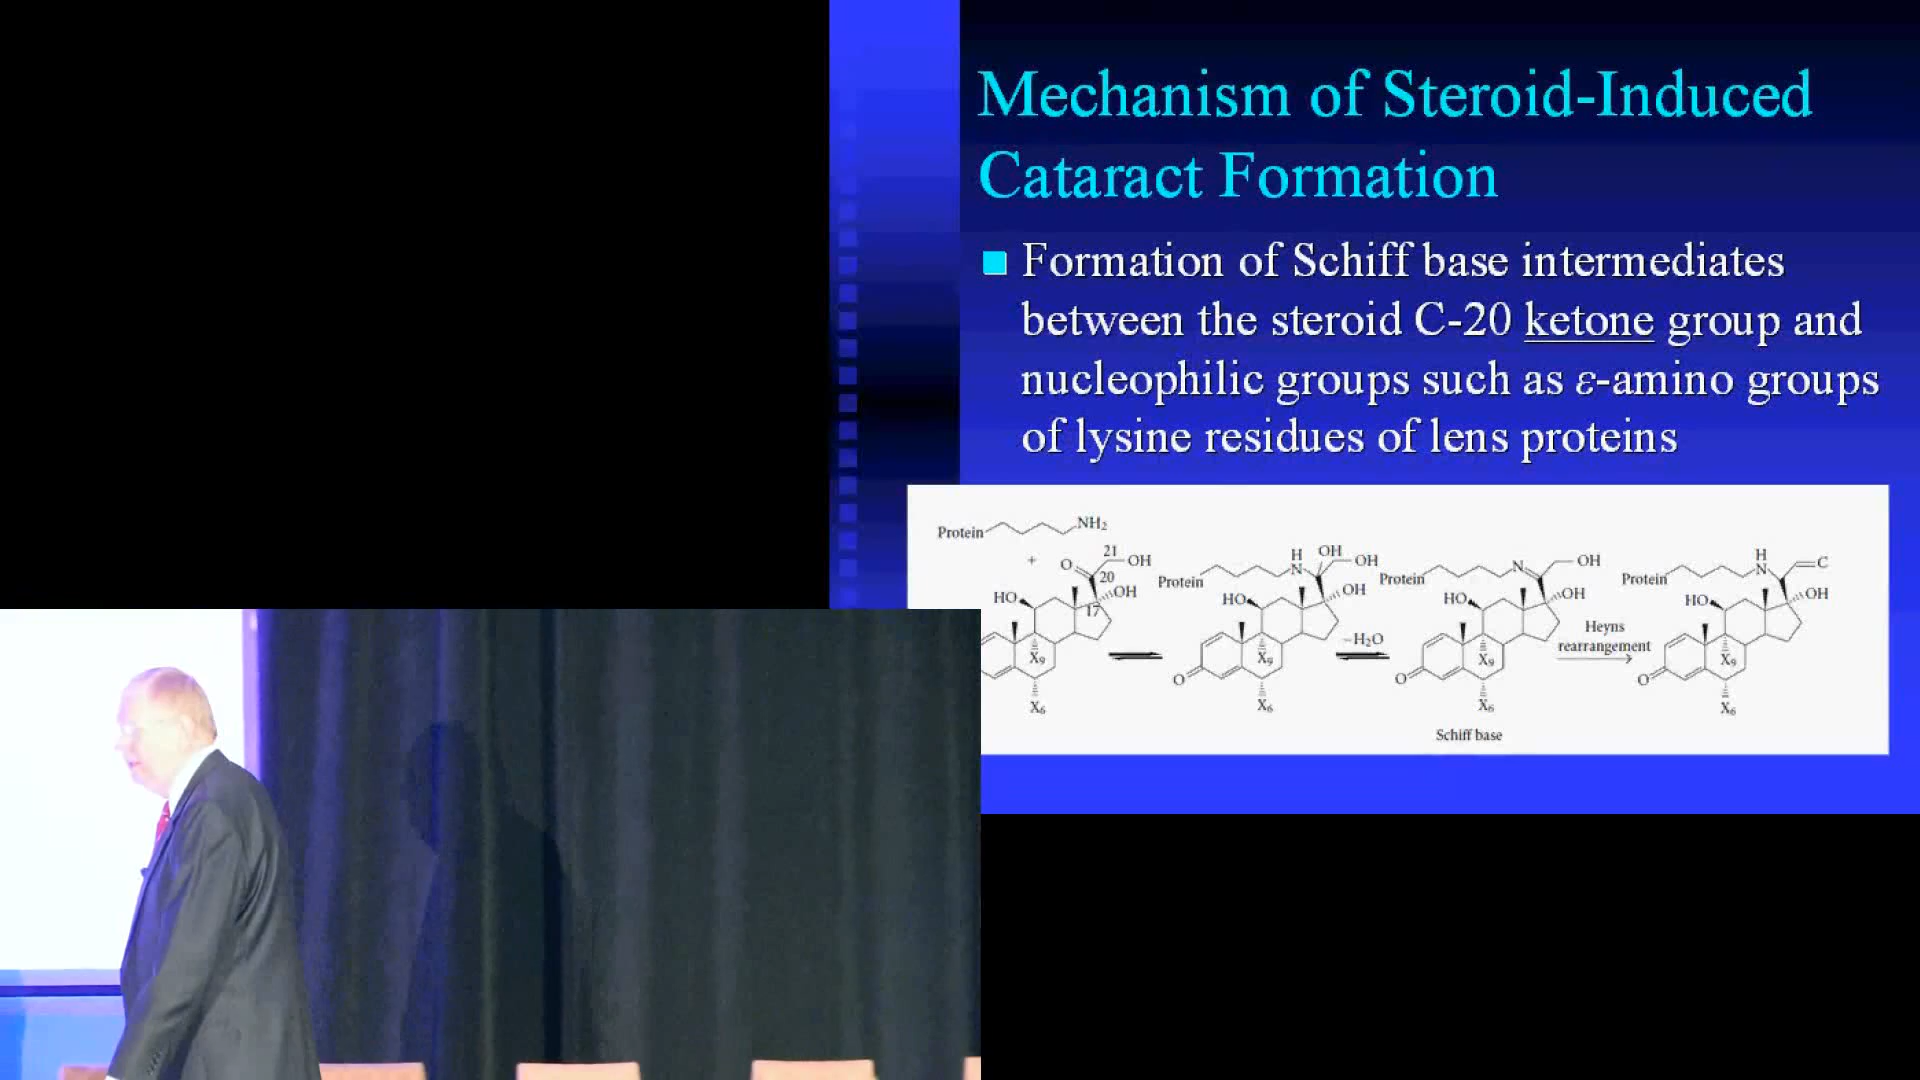 Mechanism of Steroid-Induced
Cataract Formation
Formation of Schiff base intermediates
between the steroid C-20 ketone group and
nucleophilic groups such as ε-amino groups
of lysine residues of lens proteins
Protein NH₂
+
O 21 OH
20
HO OH
17
X₉
X₆
Protein H N OH OH
HO OH
X₉
O
X₆
−H₂O
Protein N OH
HO OH
X₉
O
X₆
Schiff base
Heyns
rearrangement
Protein H N C
HO OH
X₉
O
X₆